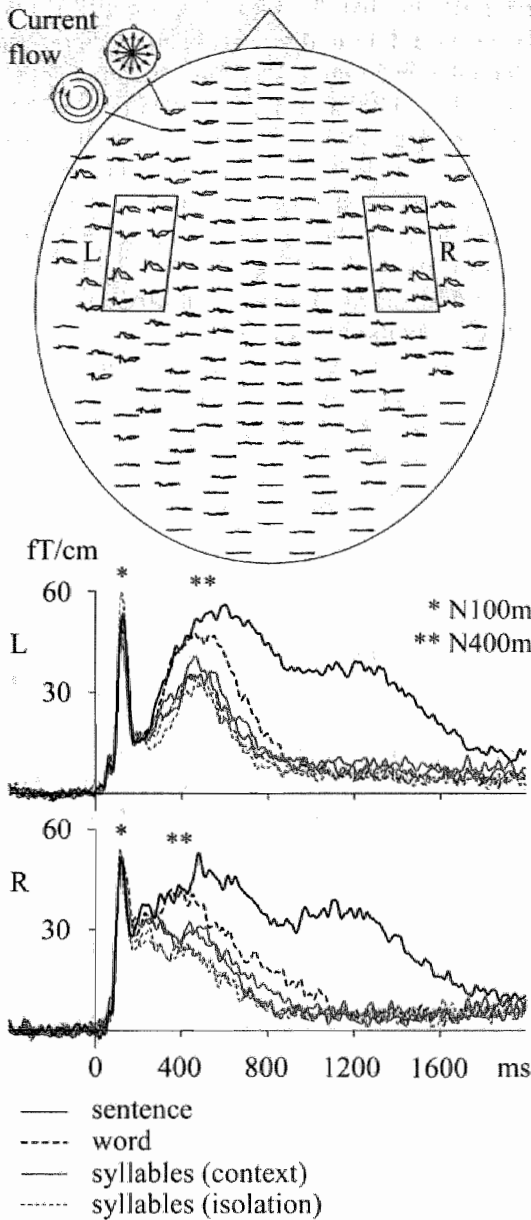 Current
flow
L
R
fT/cm
* **
60
* N100m
L
** N400m
30
* **
60
R
30
0 400 800 1200 1600 ms
sentence
word
syllables (context)
syllables (isolation)